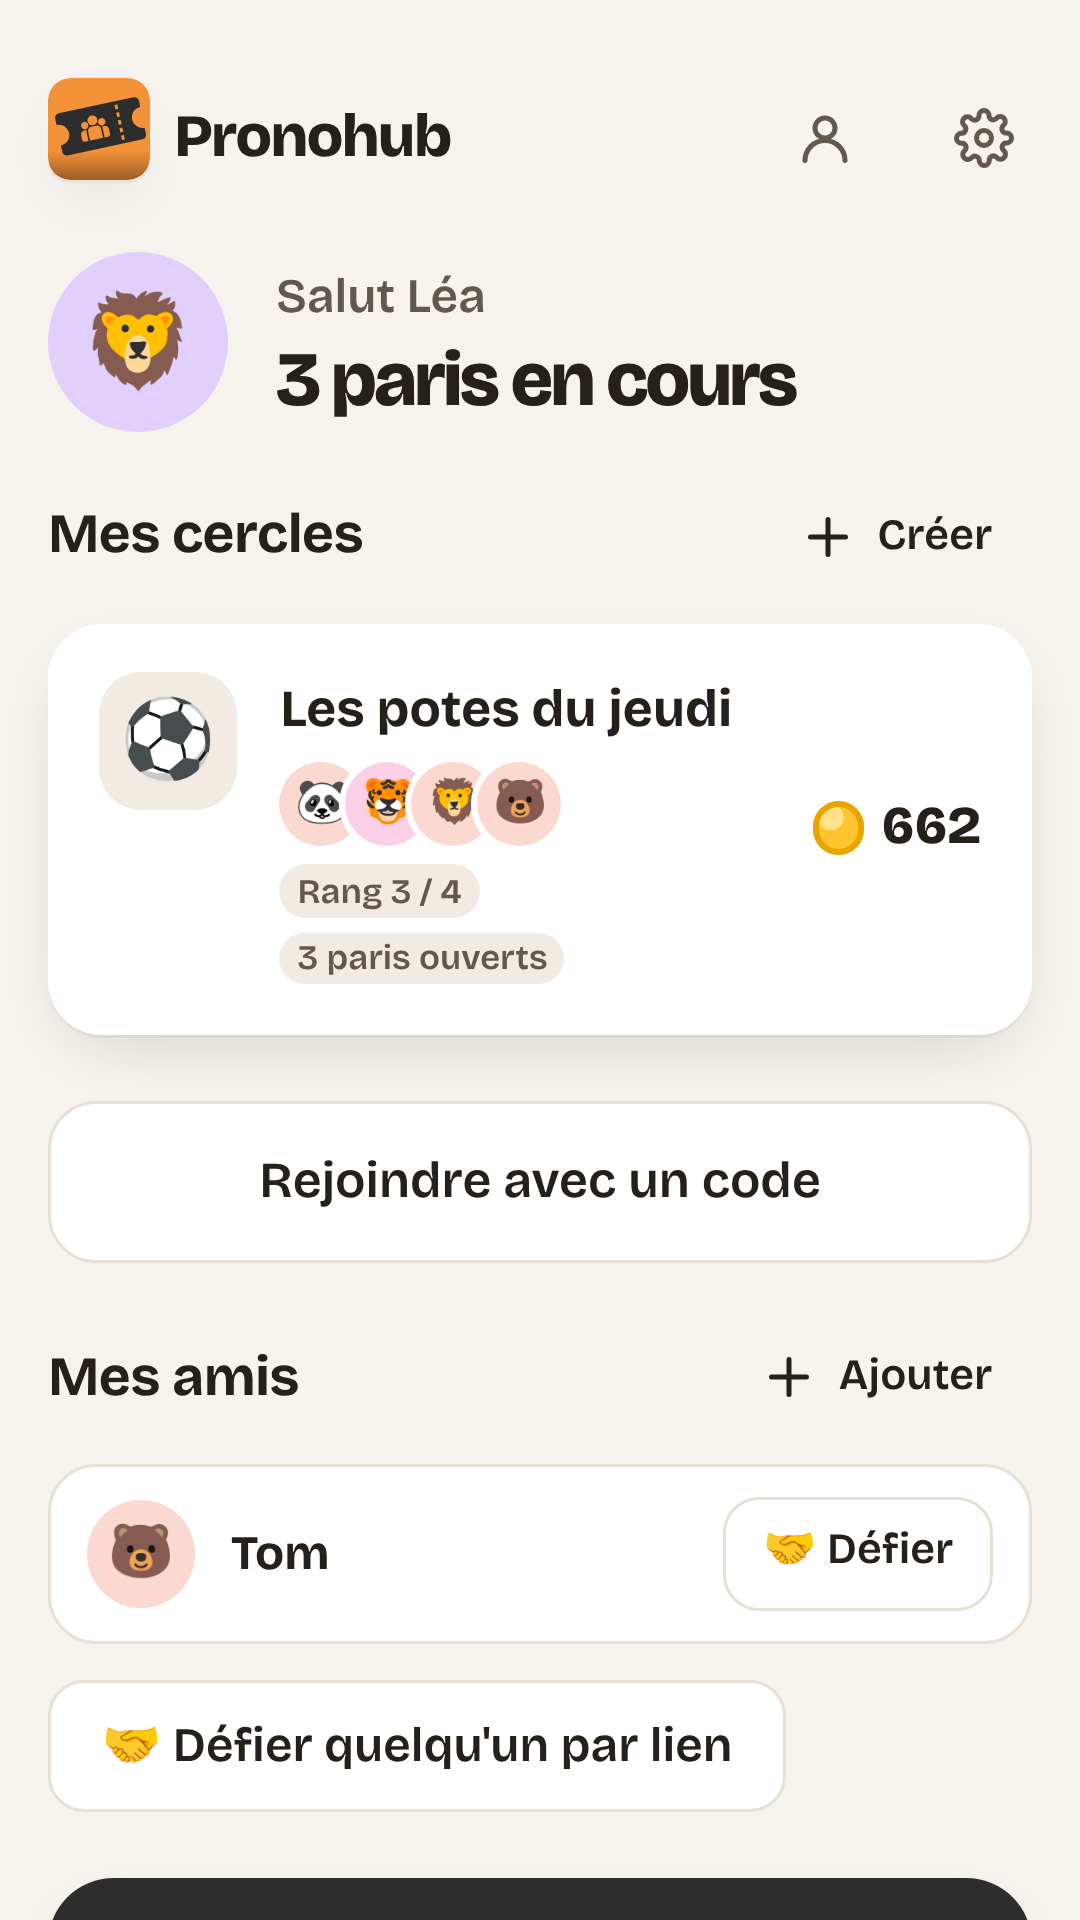 Pronohub
Salut Léa
3 paris en cours
Mes cercles
Créer
Les potes du jeudi
662
Rang 3 / 4
3 paris ouverts
Rejoindre avec un code
Mes amis
Ajouter
Tom
🤝 Défier
🤝 Défier quelqu'un par lien